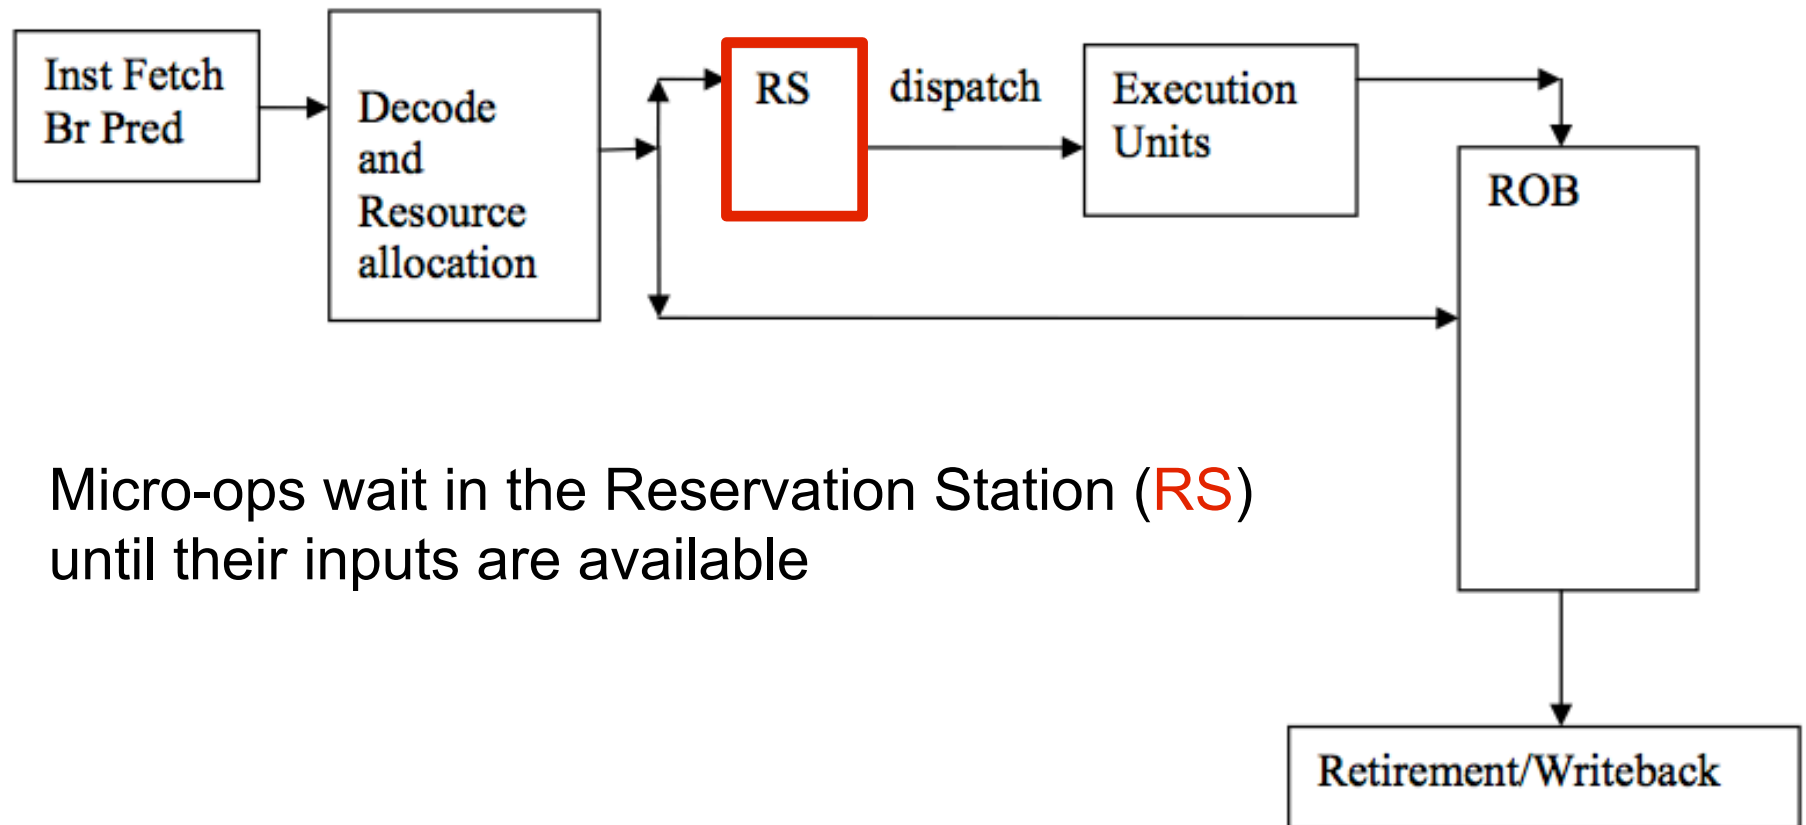 Inst Fetch
Br Pred
Decode
and
Resource
allocation
RS
dispatch
Execution
Units
ROB
Micro-ops wait in the Reservation Station (RS)
until their inputs are available
Retirement/Writeback